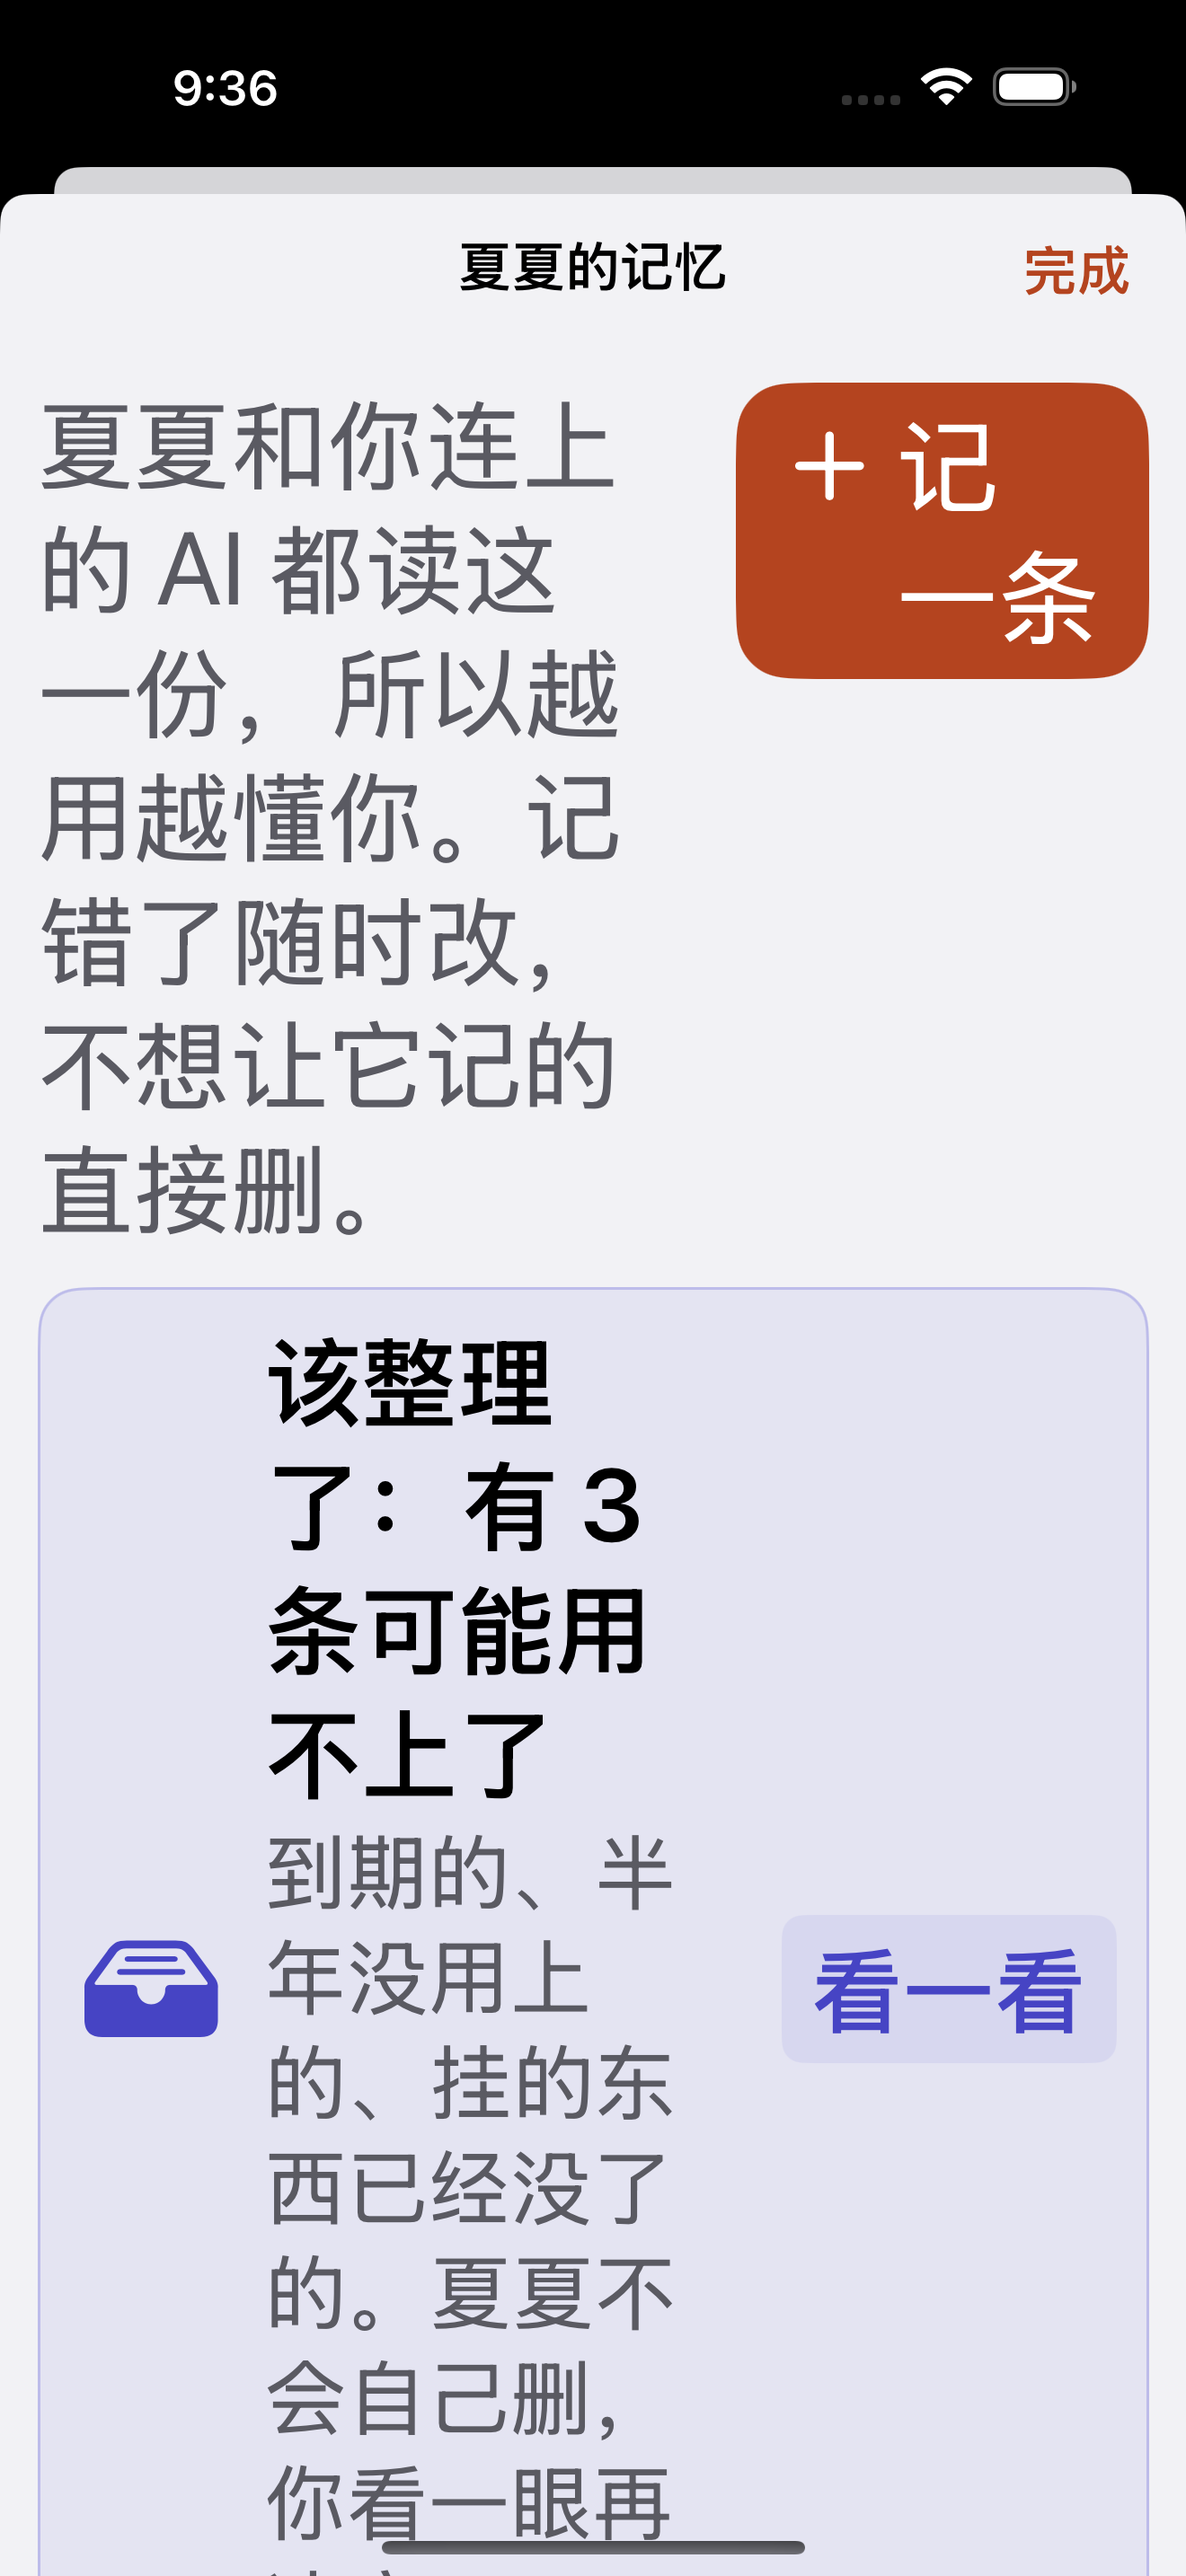 9:36
夏夏的记忆
完成
夏夏和你连上
的 AI 都读这
一份，所以越
用越懂你。记
错了随时改，
不想让它记的
直接删。
+ 记
一条
该整理
了：有 3
条可能用
不上了
到期的、半
年没用上
的、挂的东
西已经没了
的。夏夏不
会自己删，
你看一眼再
看一看